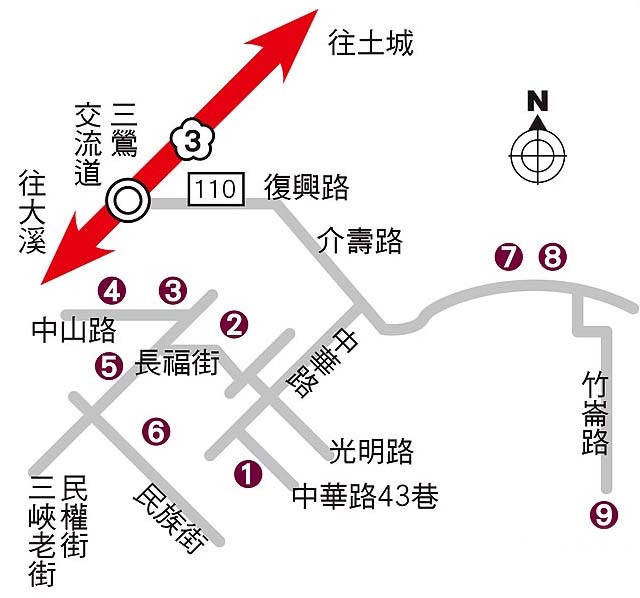 往土城
N
三鶯
交流道
3
往大溪
110
復興路
介壽路
7
8
4
3
2
中山路
中華路
5
長福街
竹崙路
6
光明路
1
中華路43巷
民族街
民權街
三峽老街
9